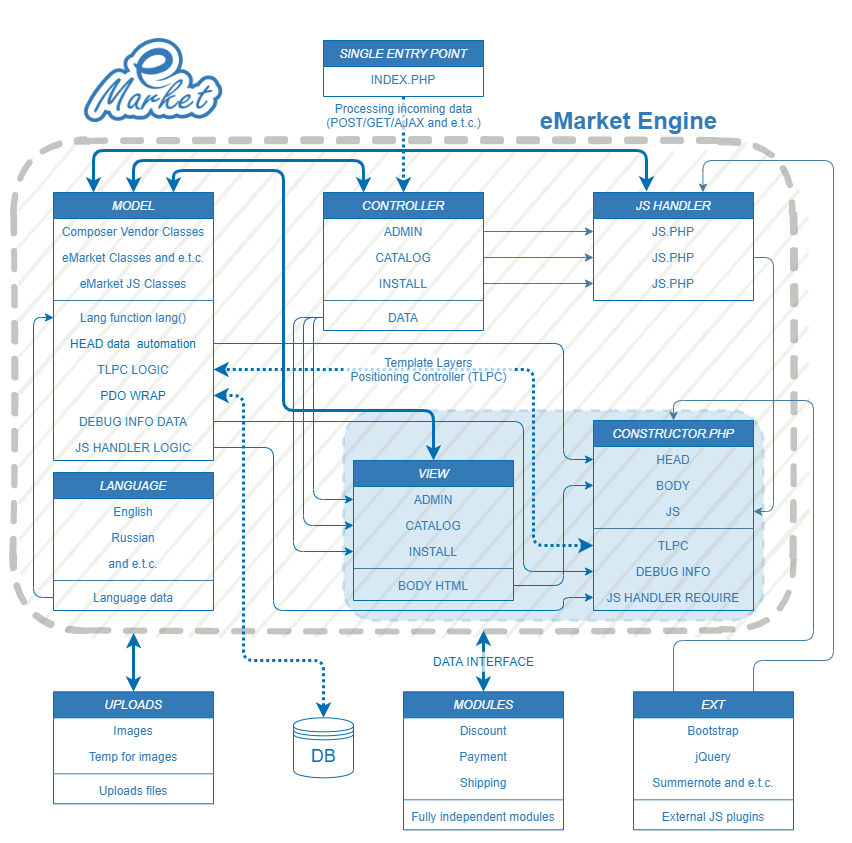 e
Market
SINGLE ENTRY POINT
INDEX.PHP
Processing incoming data
(POST/GET/AJAX and e.t.c.)
eMarket Engine
MODEL
Composer Vendor Classes
eMarket Classes and e.t.c.
eMarket JS Classes
Lang function lang()
HEAD data automation
TLPC LOGIC
PDO WRAP
DEBUG INFO DATA
JS HANDLER LOGIC
CONTROLLER
ADMIN
CATALOG
INSTALL
DATA
JS HANDLER
JS.PHP
JS.PHP
JS.PHP
Template Layers
Positioning Controller (TLPC)
LANGUAGE
English
Russian
and e.t.c.
Language data
VIEW
ADMIN
CATALOG
INSTALL
BODY HTML
CONSTRUCTOR.PHP
HEAD
BODY
JS
TLPC
DEBUG INFO
JS HANDLER REQUIRE
DATA INTERFACE
UPLOADS
Images
Temp for images
Uploads files
DB
MODULES
Discount
Payment
Shipping
Fully independent modules
EXT
Bootstrap
jQuery
Summernote and e.t.c.
External JS plugins